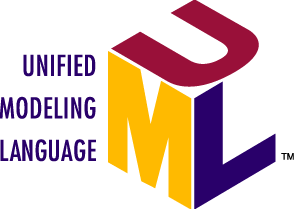 UNIFIED
MODELING
LANGUAGE
UML
™